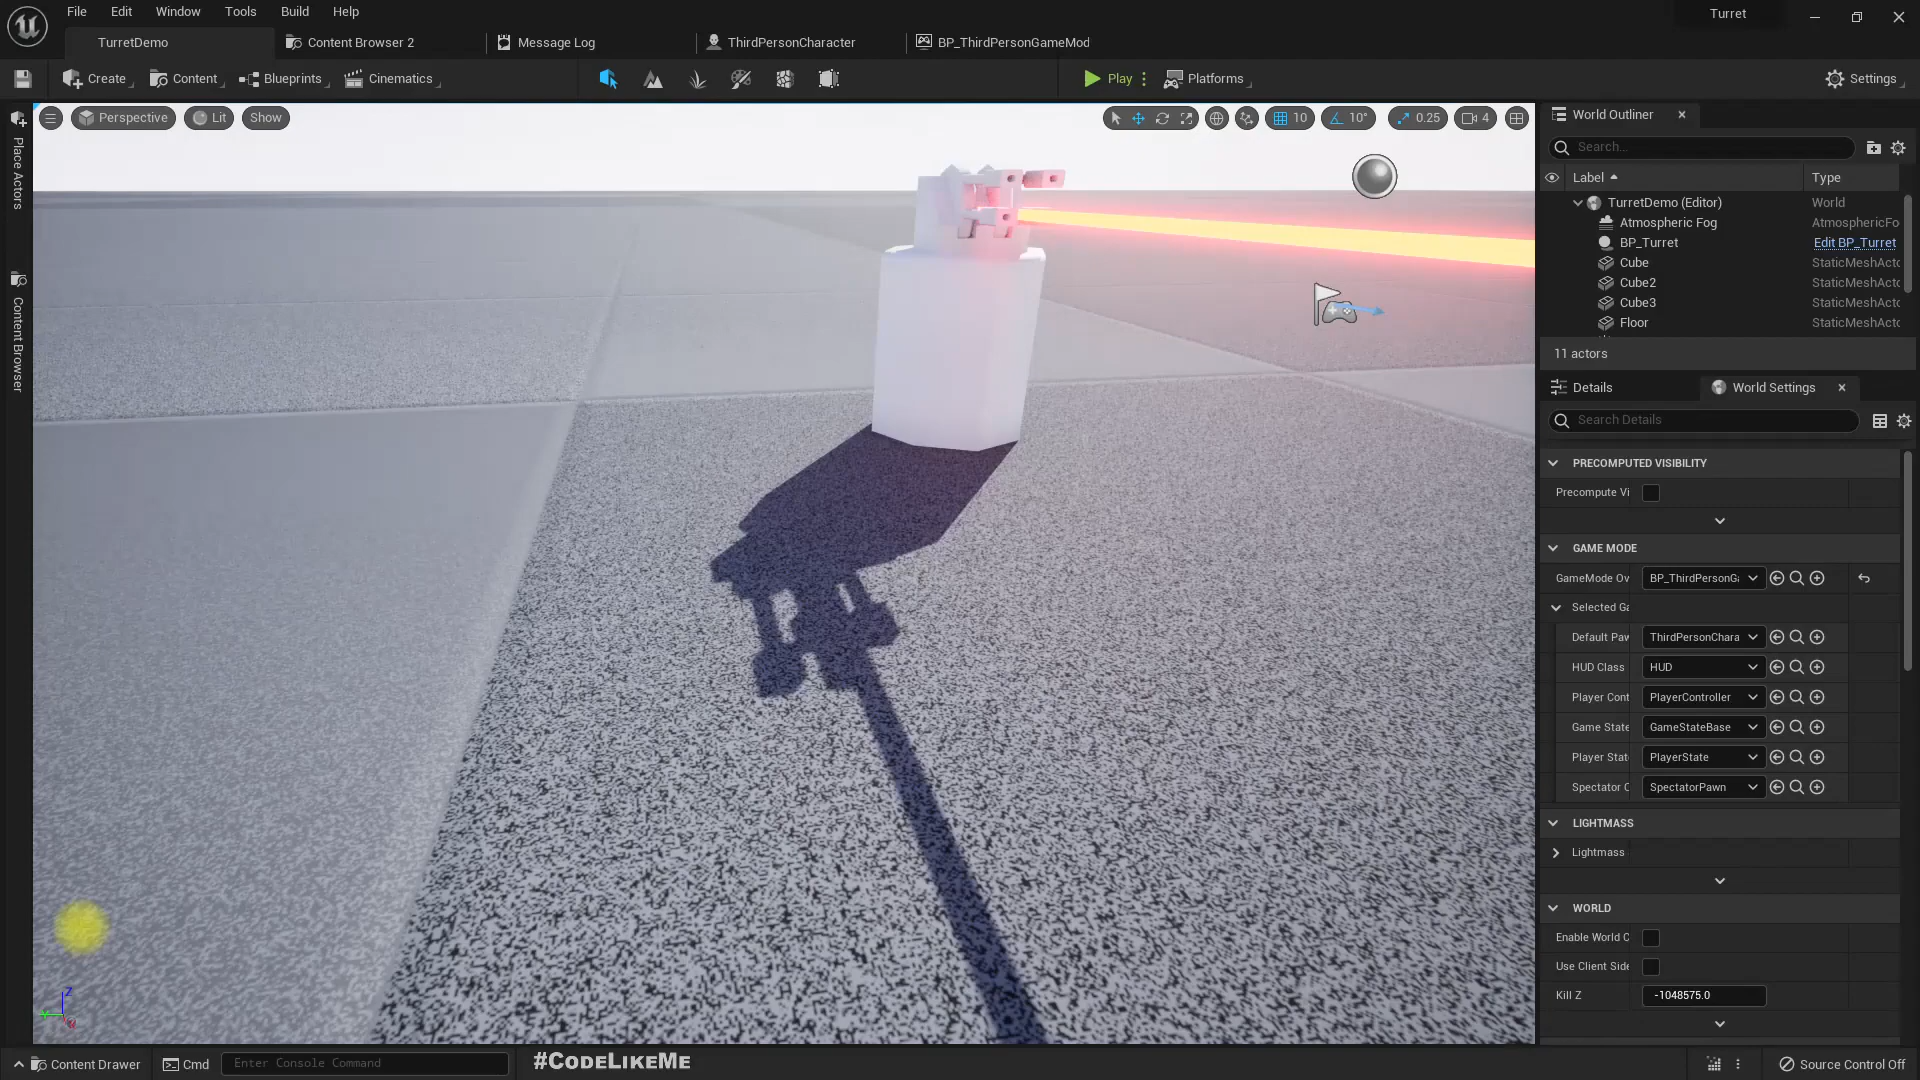 File Edit Window Tools Build Help
Turret
TurretDemo
Content Browser 2
Message Log
ThirdPersonCharacter
BP_ThirdPersonGameMod
Create
Content
Blueprints
Cinematics
Play
Platforms
Settings
Place Actors
Content Browser
Perspective
Lit
Show
10
10°
0.25
4
World Outliner
Search...
Label
Type
TurretDemo (Editor) World
Atmospheric Fog AtmosphericFo
BP_Turret Edit BP_Turret
Cube StaticMeshActo
Cube2 StaticMeshActo
Cube3 StaticMeshActo
Floor StaticMeshActo
11 actors
Details
World Settings
Search Details
PRECOMPUTED VISIBILITY
Precompute Vi
GAME MODE
GameMode Ov BP_ThirdPersonGa
Selected Ga
Default Paw ThirdPersonChara
HUD Class HUD
Player Cont PlayerController
Game State GameStateBase
Player State PlayerState
Spectator C SpectatorPawn
LIGHTMASS
Lightmass
WORLD
Enable World C
Use Client Side
Kill Z -1048575.0
Content Drawer
Cmd
Enter Console Command
#CodeLikeMe
Source Control Off
Z
Y